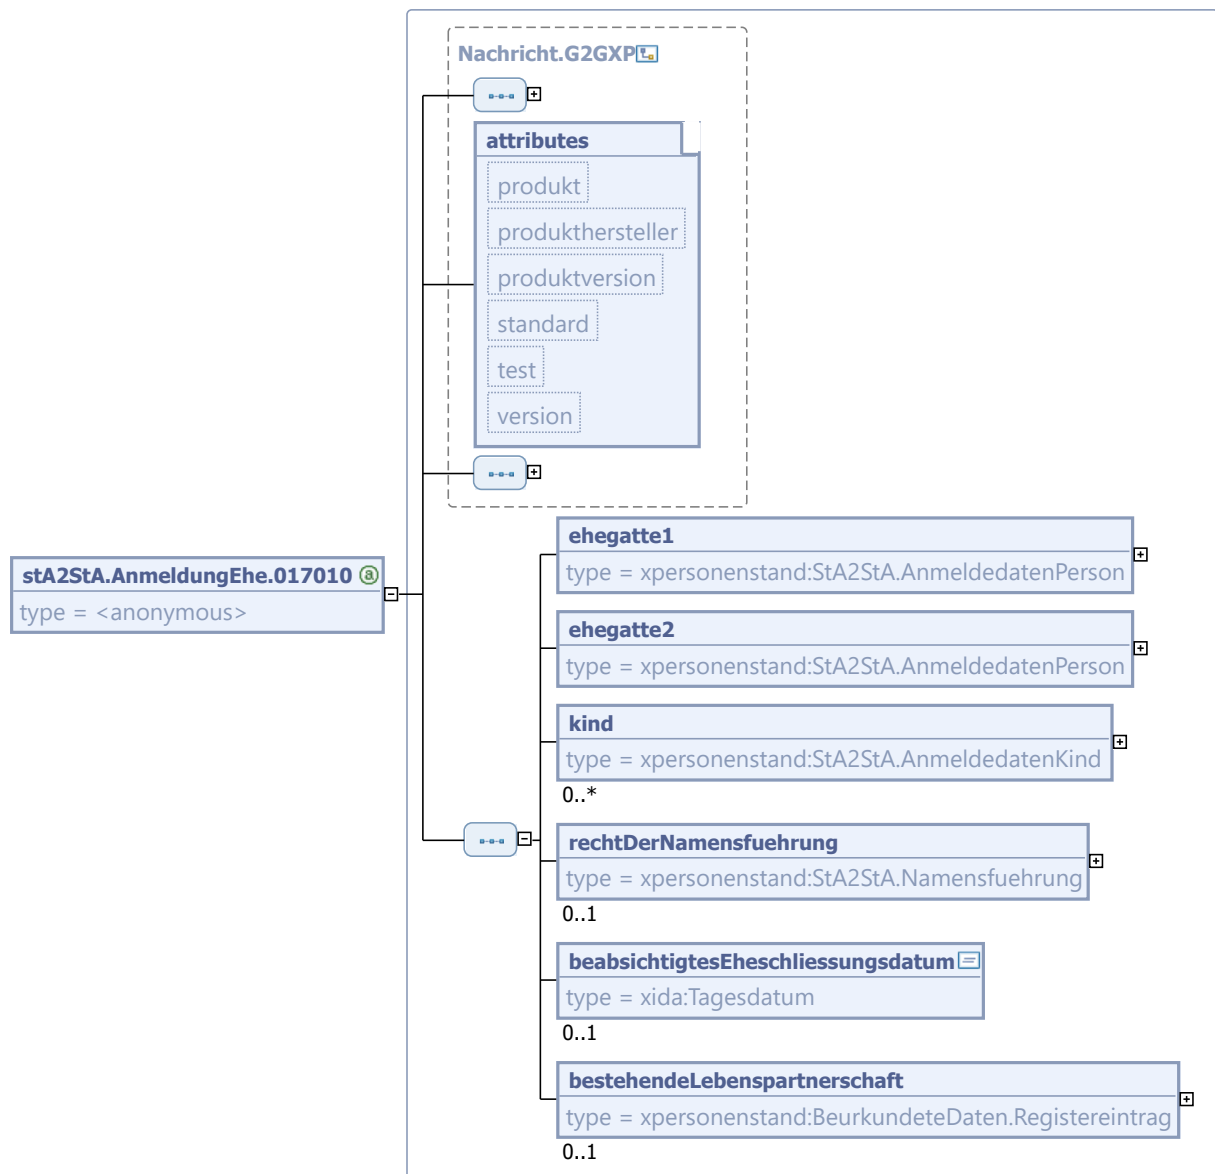 Nachricht.G2GXP
attributes
produkt
produkthersteller
produktversion
standard
test
version
stA2StA.AnmeldungEhe.017010
type = <anonymous>
ehegatte1
type = xpersonenstand:StA2StA.AnmeldedatenPerson
ehegatte2
type = xpersonenstand:StA2StA.AnmeldedatenPerson
kind
type = xpersonenstand:StA2StA.AnmeldedatenKind
0..*
rechtDerNamensfuehrung
type = xpersonenstand:StA2StA.Namensfuehrung
0..1
beabsichtigtesEheschliessungsdatum
type = xida:Tagesdatum
0..1
bestehendeLebenspartnerschaft
type = xpersonenstand:BeurkundeteDaten.Registereintrag
0..1